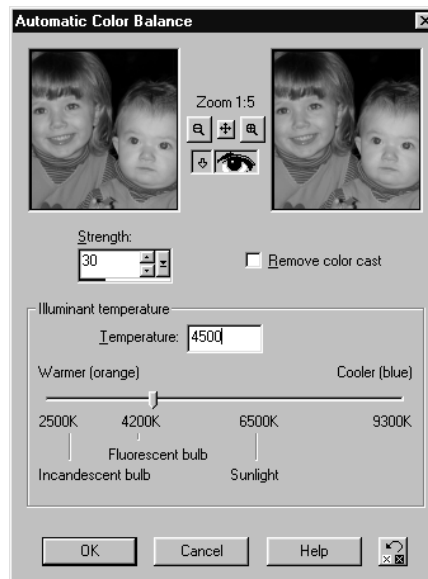 Automatic Color Balance
Zoom 1:5
Strength:
30
Remove color cast
Illuminant temperature
Temperature: 4500
Warmer (orange) Cooler (blue)
2500K 4200K 6500K 9300K
Fluorescent bulb
Incandescent bulb Sunlight
OK Cancel Help